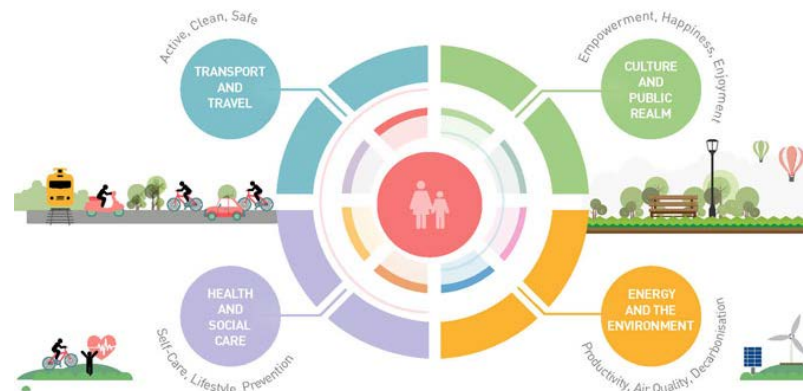 Active, Clean, Safe
TRANSPORT
AND
TRAVEL
Empowerment, Happiness, Enjoyment
CULTURE
AND
PUBLIC
REALM
HEALTH
AND
SOCIAL
CARE
Self-Care, Lifestyle, Prevention
ENERGY
AND THE
ENVIRONMENT
Productivity, Air Quality, Decarbonisation